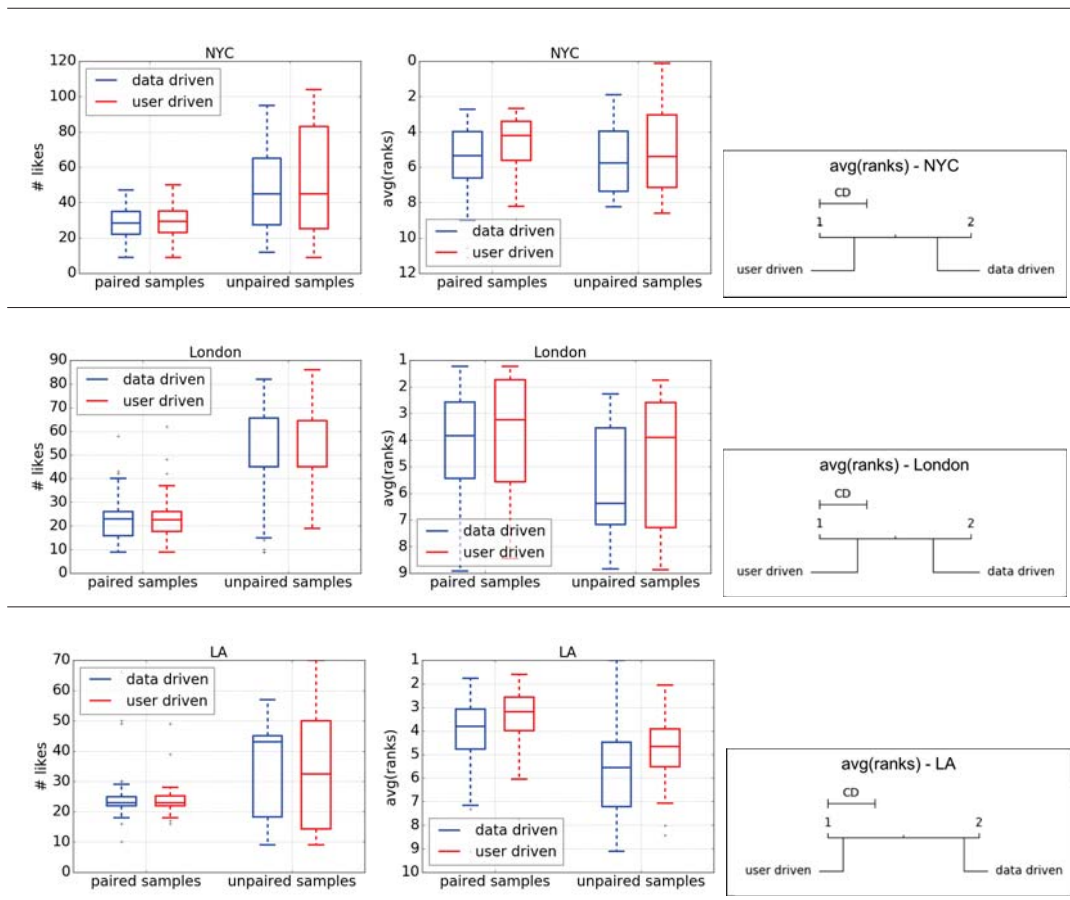 NYC
120
100
80
60
40
20
0
# likes
data driven
user driven
paired samples
unpaired samples
NYC
0
2
4
6
8
10
12
avg(ranks)
data driven
user driven
paired samples
unpaired samples
avg(ranks) - NYC
CD
1
2
user driven
data driven
London
90
80
70
60
50
40
30
20
10
0
# likes
data driven
user driven
paired samples
unpaired samples
London
1
2
3
4
5
6
7
8
9
avg(ranks)
data driven
user driven
paired samples
unpaired samples
avg(ranks) - London
CD
1
2
user driven
data driven
LA
70
60
50
40
30
20
10
0
# likes
data driven
user driven
paired samples
unpaired samples
LA
1
2
3
4
5
6
7
8
9
10
avg(ranks)
data driven
user driven
paired samples
unpaired samples
avg(ranks) - LA
CD
1
2
user driven
data driven